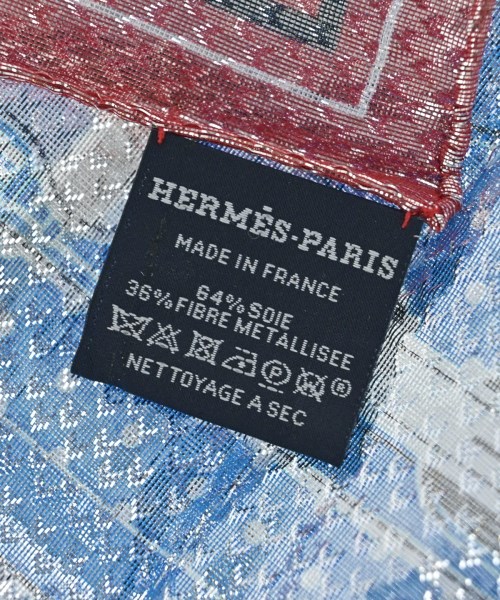 HERMÈS-PARIS
MADE IN FRANCE
64% SOIE
36% FIBRE METALLISEE
P ®
NETTOYAGE A SEC